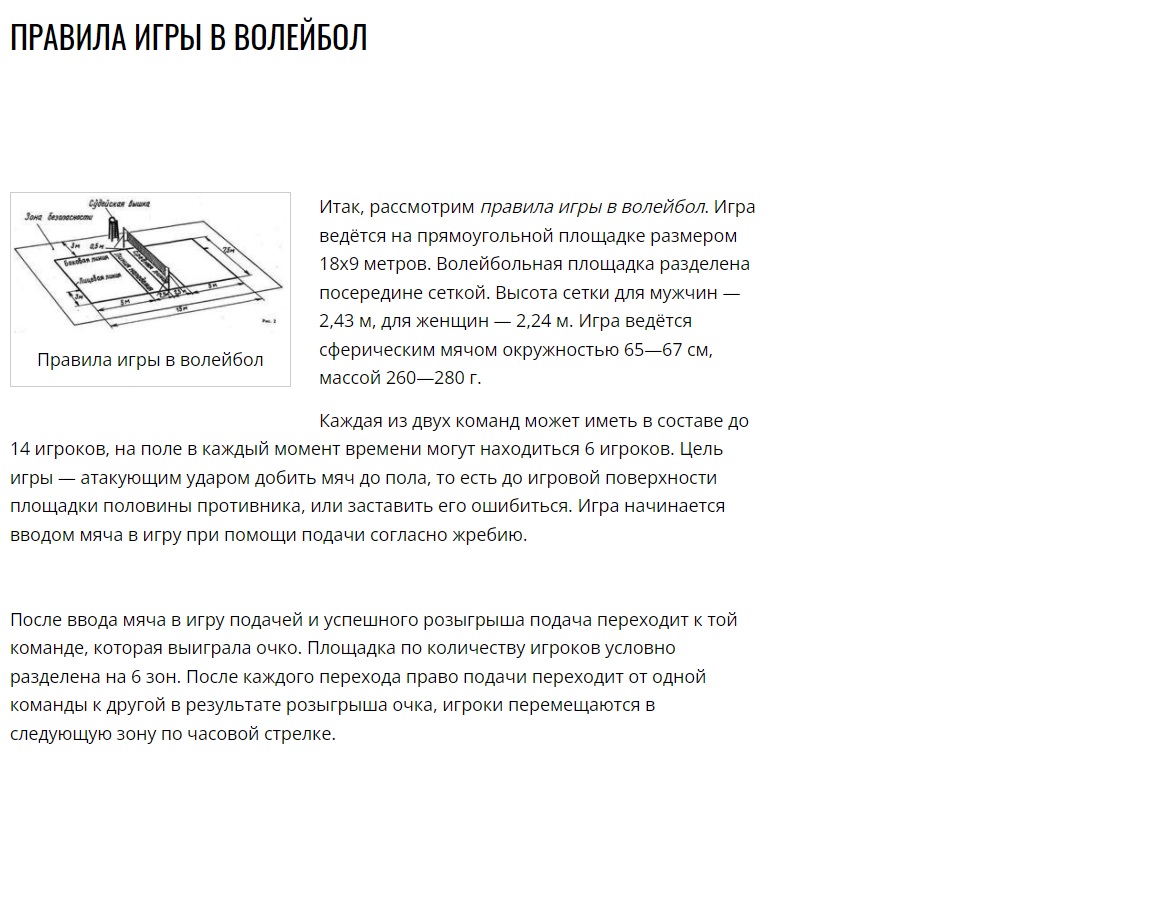 ПРАВИЛА ИГРЫ В ВОЛЕЙБОЛ
Судейская вышка
Зона безопасности
3м
0,5м
Боковая линия
Лицевая линия
3м
18м
Рис. 2
Правила игры в волейбол
Итак, рассмотрим правила игры в волейбол. Игра
ведётся на прямоугольной площадке размером
18х9 метров. Волейбольная площадка разделена
посередине сеткой. Высота сетки для мужчин —
2,43 м, для женщин — 2,24 м. Игра ведётся
сферическим мячом окружностью 65—67 см,
массой 260—280 г.
Каждая из двух команд может иметь в составе до
14 игроков, на поле в каждый момент времени могут находиться 6 игроков. Цель
игры — атакующим ударом добить мяч до пола, то есть до игровой поверхности
площадки половины противника, или заставить его ошибиться. Игра начинается
вводом мяча в игру при помощи подачи согласно жребию.
После ввода мяча в игру подачей и успешного розыгрыша подача переходит к той
команде, которая выиграла очко. Площадка по количеству игроков условно
разделена на 6 зон. После каждого перехода право подачи переходит от одной
команды к другой в результате розыгрыша очка, игроки перемещаются в
следующую зону по часовой стрелке.